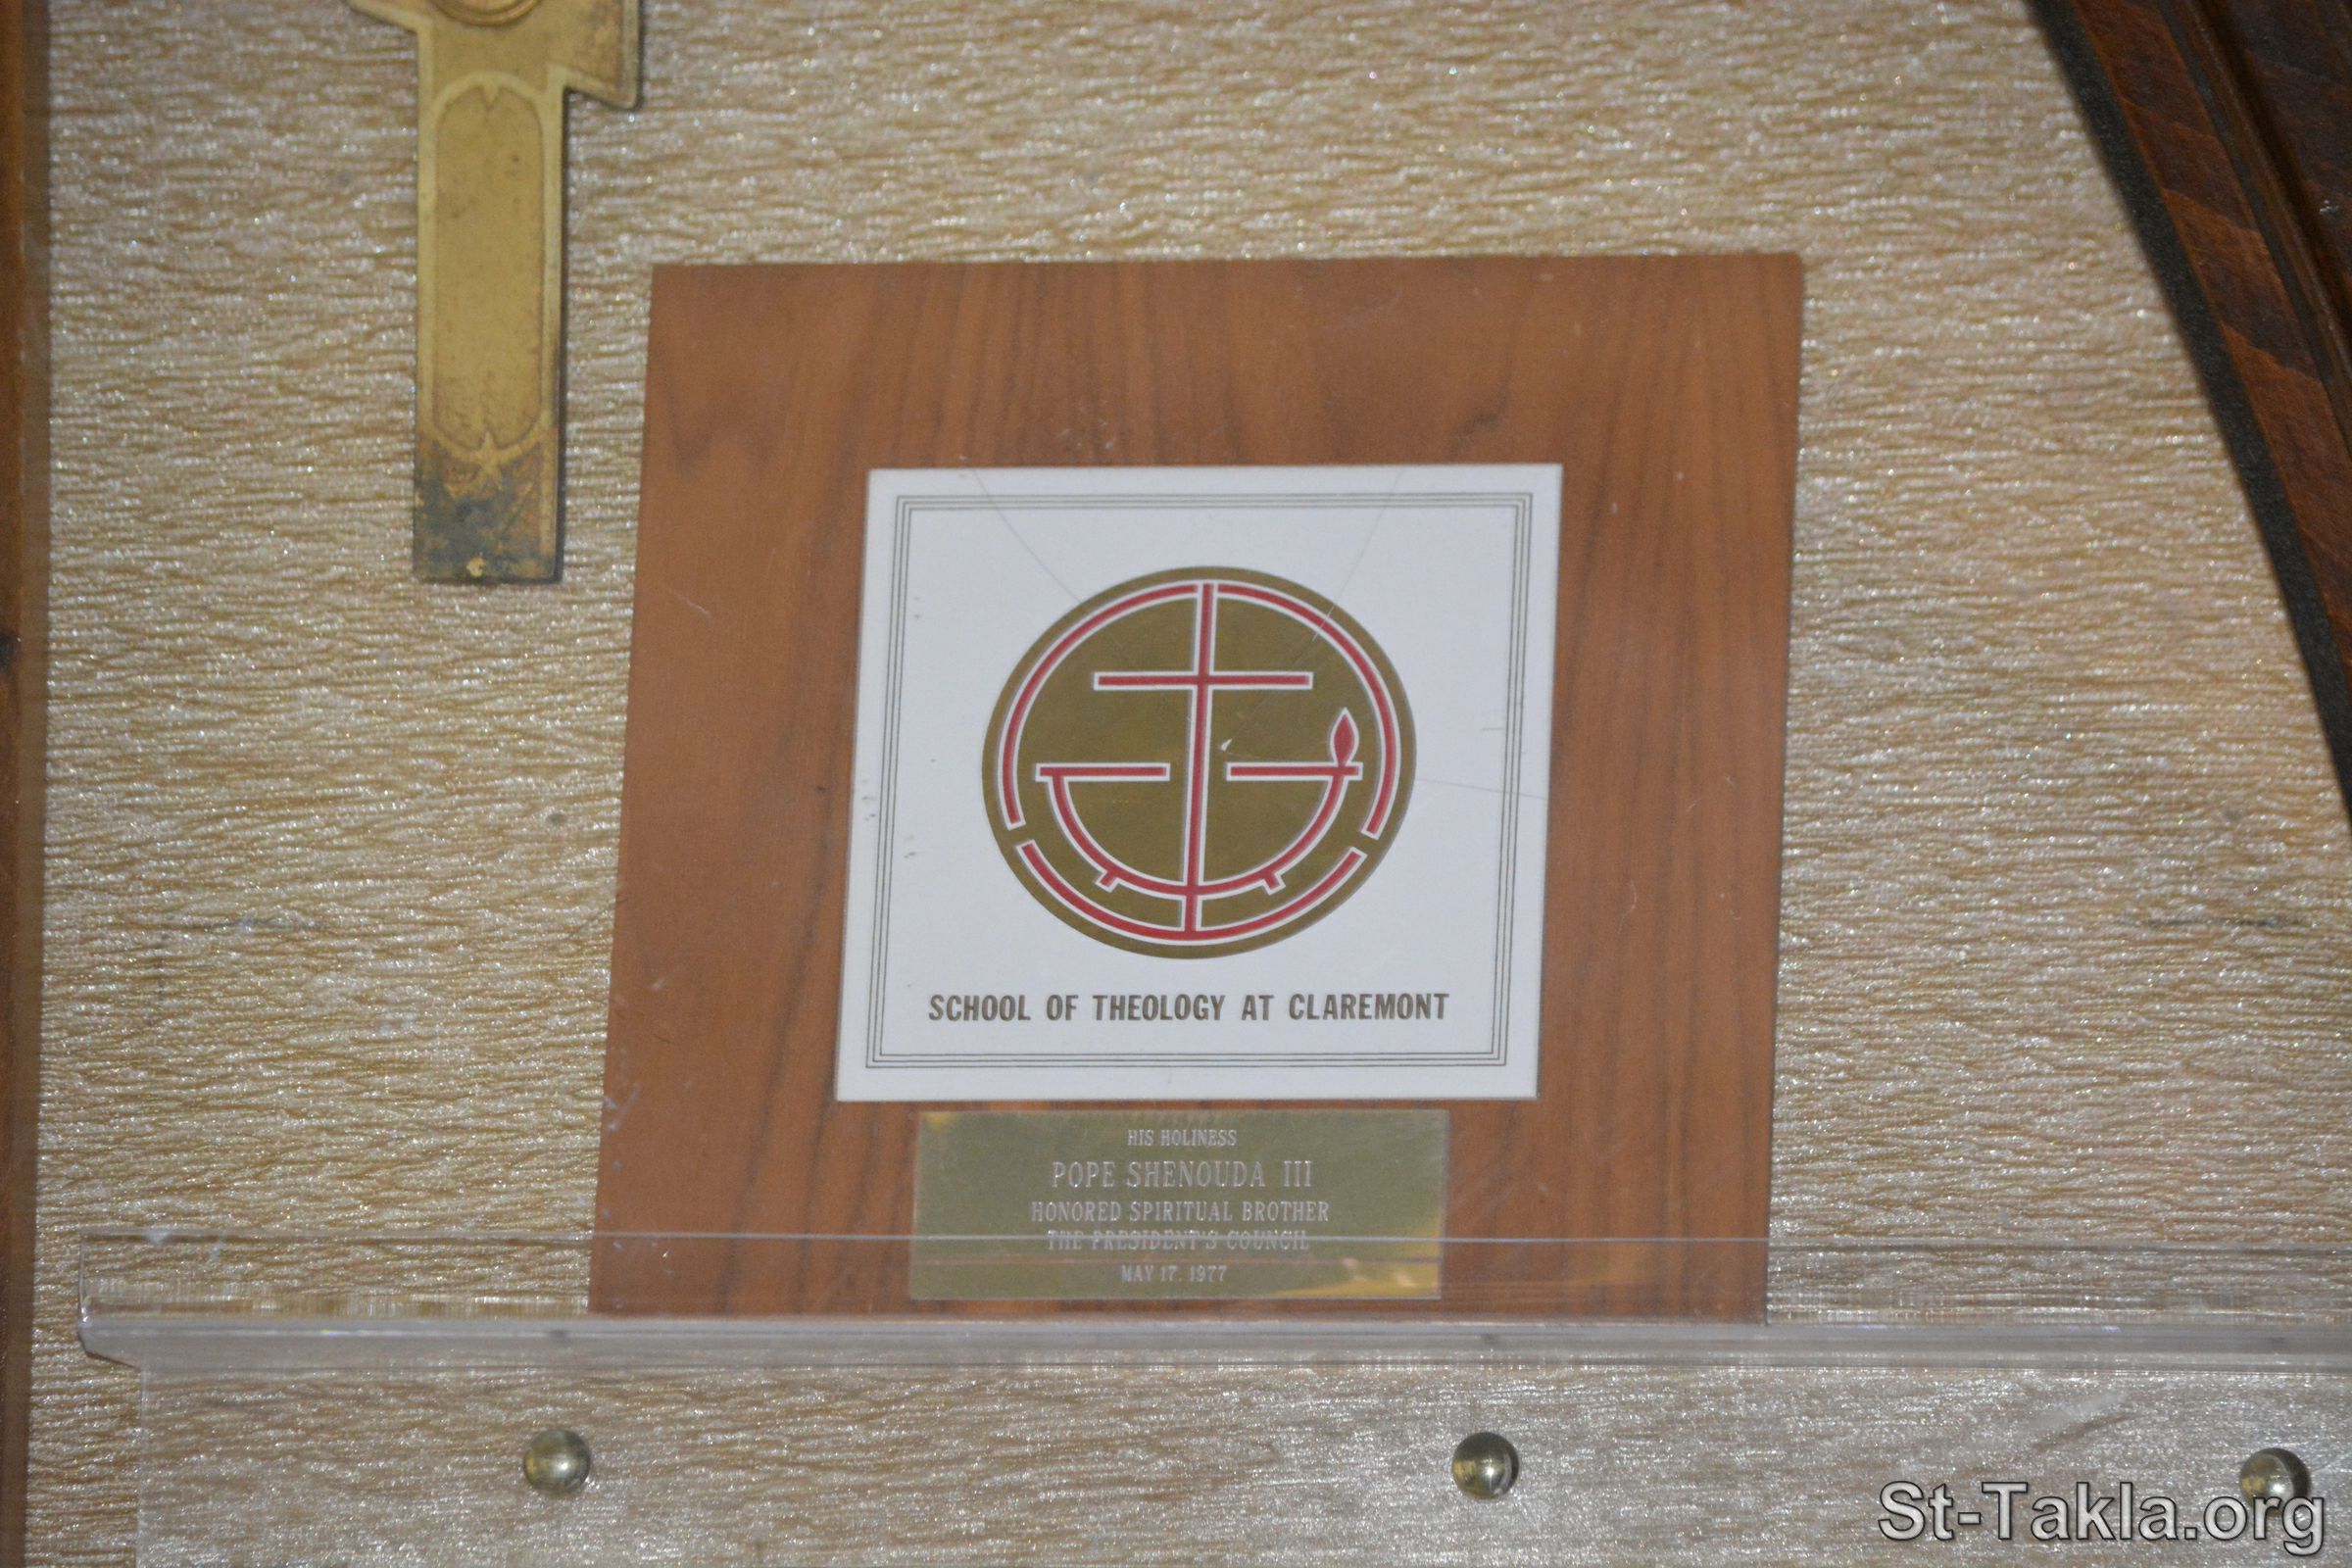 SCHOOL OF THEOLOGY AT CLAREMONT
HIS HOLINESS
POPE SHENOUDA III
HONORED SPIRITUAL BROTHER
THE PRESIDENT'S COUNCIL
MAY 17, 1977
St-Takla.org